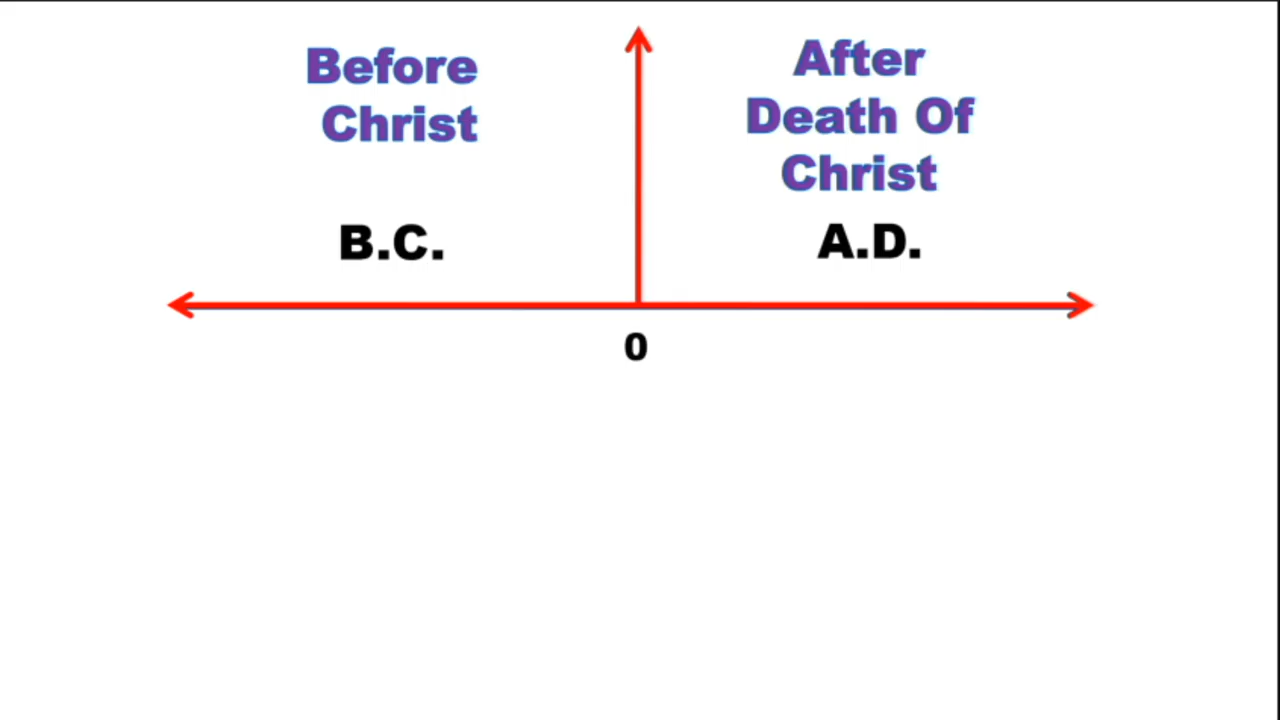 Before
Christ
B.C.
After
Death Of
Christ
A.D.
0